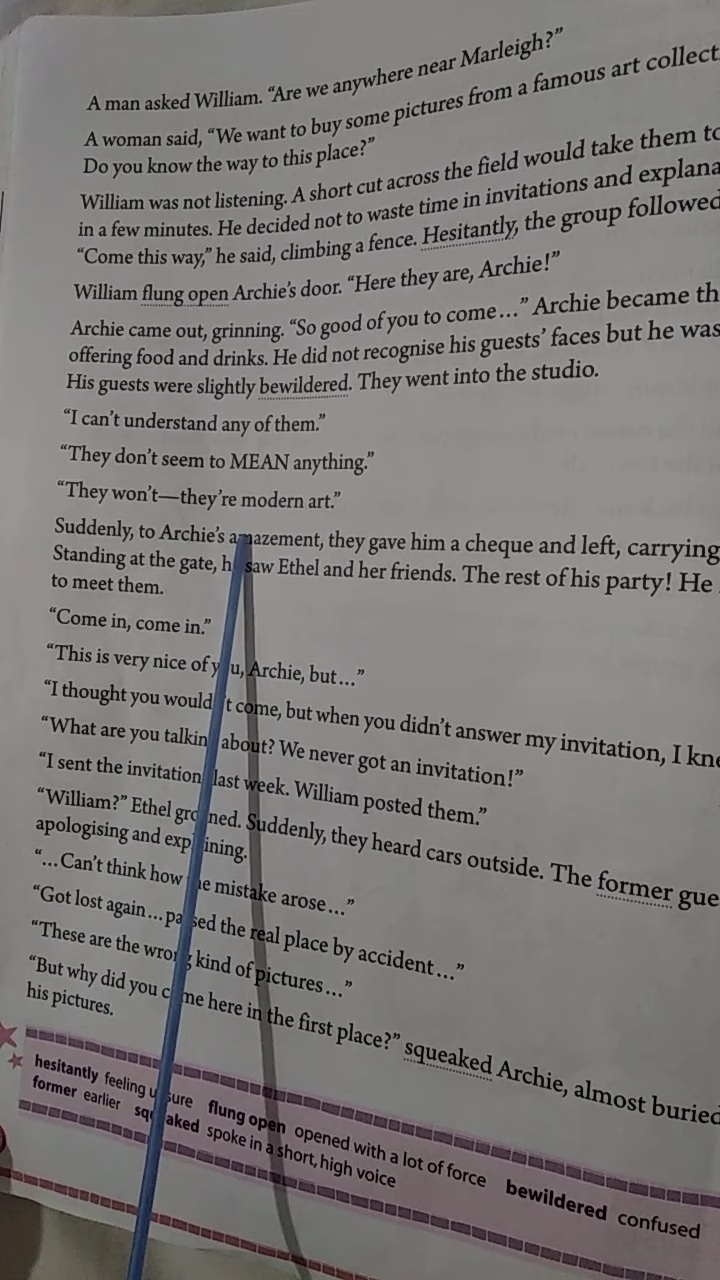 A man asked William. “Are we anywhere near Marleigh?”
A woman said, “We want to buy some pictures from a famous art collect
Do you know the way to this place?”
William was not listening. A short cut across the field would take them to
in a few minutes. He decided not to waste time in invitations and explana
“Come this way,” he said, climbing a fence. Hesitantly, the group followed
William flung open Archie’s door. “Here they are, Archie!”
Archie came out, grinning. “So good of you to come…” Archie became th
offering food and drinks. He did not recognise his guests’ faces but he was
His guests were slightly bewildered. They went into the studio.
“I can’t understand any of them.”
“They don’t seem to MEAN anything.”
“They won’t—they’re modern art.”
Suddenly, to Archie’s amazement, they gave him a cheque and left, carrying
Standing at the gate, h saw Ethel and her friends. The rest of his party! He
to meet them.
“Come in, come in.”
“This is very nice of you, Archie, but…”
“I thought you wouldn’t come, but when you didn’t answer my invitation, I kne
“What are you talking about? We never got an invitation!”
“I sent the invitation last week. William posted them.”
“William?” Ethel groaned. Suddenly, they heard cars outside. The former gue
apologising and explaining.
“…Can’t think how the mistake arose…”
“Got lost again…passed the real place by accident…”
“These are the wrong kind of pictures…”
“But why did you come here in the first place?” squeaked Archie, almost buried
his pictures.
hesitantly feeling unsure flung open opened with a lot of force bewildered confused
former earlier squeaked spoke in a short, high voice